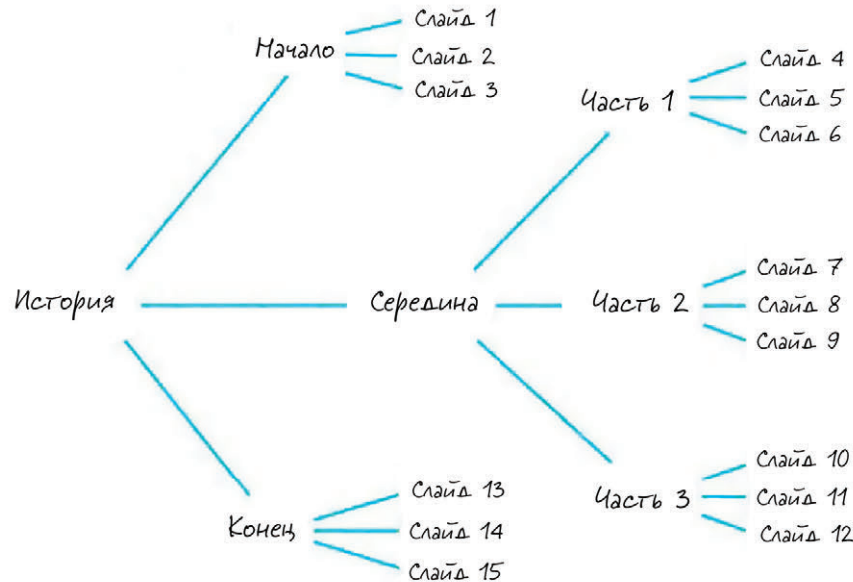 История
Начало
Слайд 1
Слайд 2
Слайд 3
Середина
Часть 1
Слайд 4
Слайд 5
Слайд 6
Часть 2
Слайд 7
Слайд 8
Слайд 9
Часть 3
Слайд 10
Слайд 11
Слайд 12
Конец
Слайд 13
Слайд 14
Слайд 15